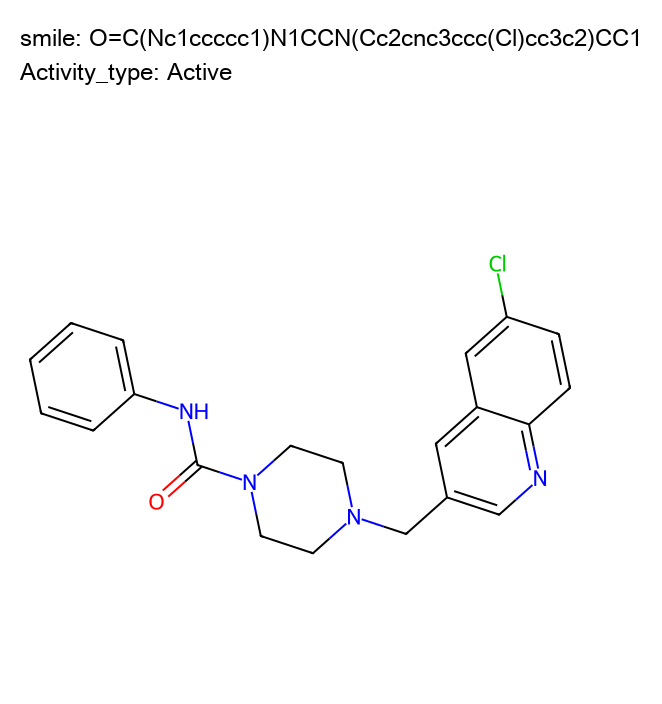 smile: O=C(Nc1ccccc1)N1CCN(Cc2cnc3ccc(Cl)cc3c2)CC1
Activity_type: Active
Cl
NH
O
N
N
N